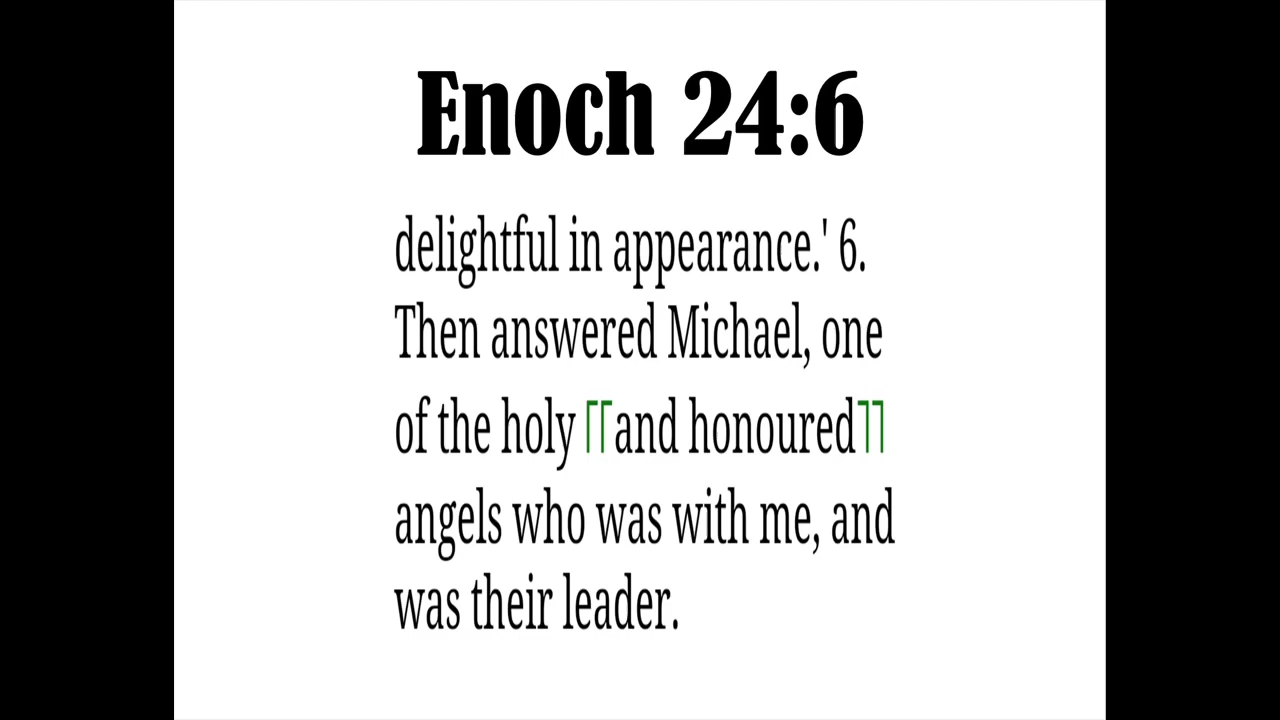 Enoch 24:6
delightful in appearance.' 6.
Then answered Michael, one
of the holy ⌈⌈and honoured⌉⌉
angels who was with me, and
was their leader.